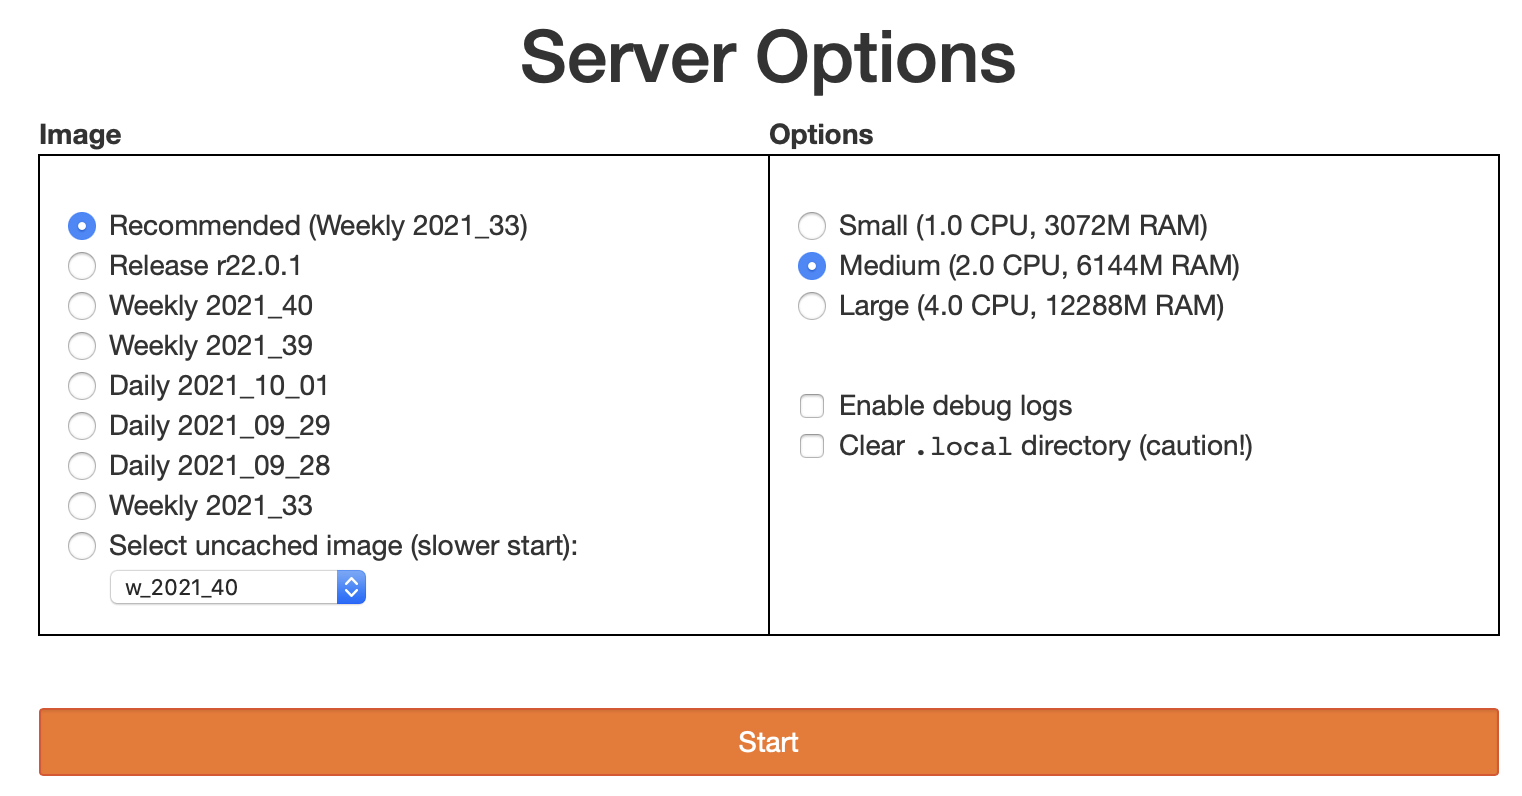 Server Options
Image
Options
Recommended (Weekly 2021_33)
Release r22.0.1
Weekly 2021_40
Weekly 2021_39
Daily 2021_10_01
Daily 2021_09_29
Daily 2021_09_28
Weekly 2021_33
Select uncached image (slower start):
w_2021_40
Small (1.0 CPU, 3072M RAM)
Medium (2.0 CPU, 6144M RAM)
Large (4.0 CPU, 12288M RAM)
Enable debug logs
Clear .local directory (caution!)
Start